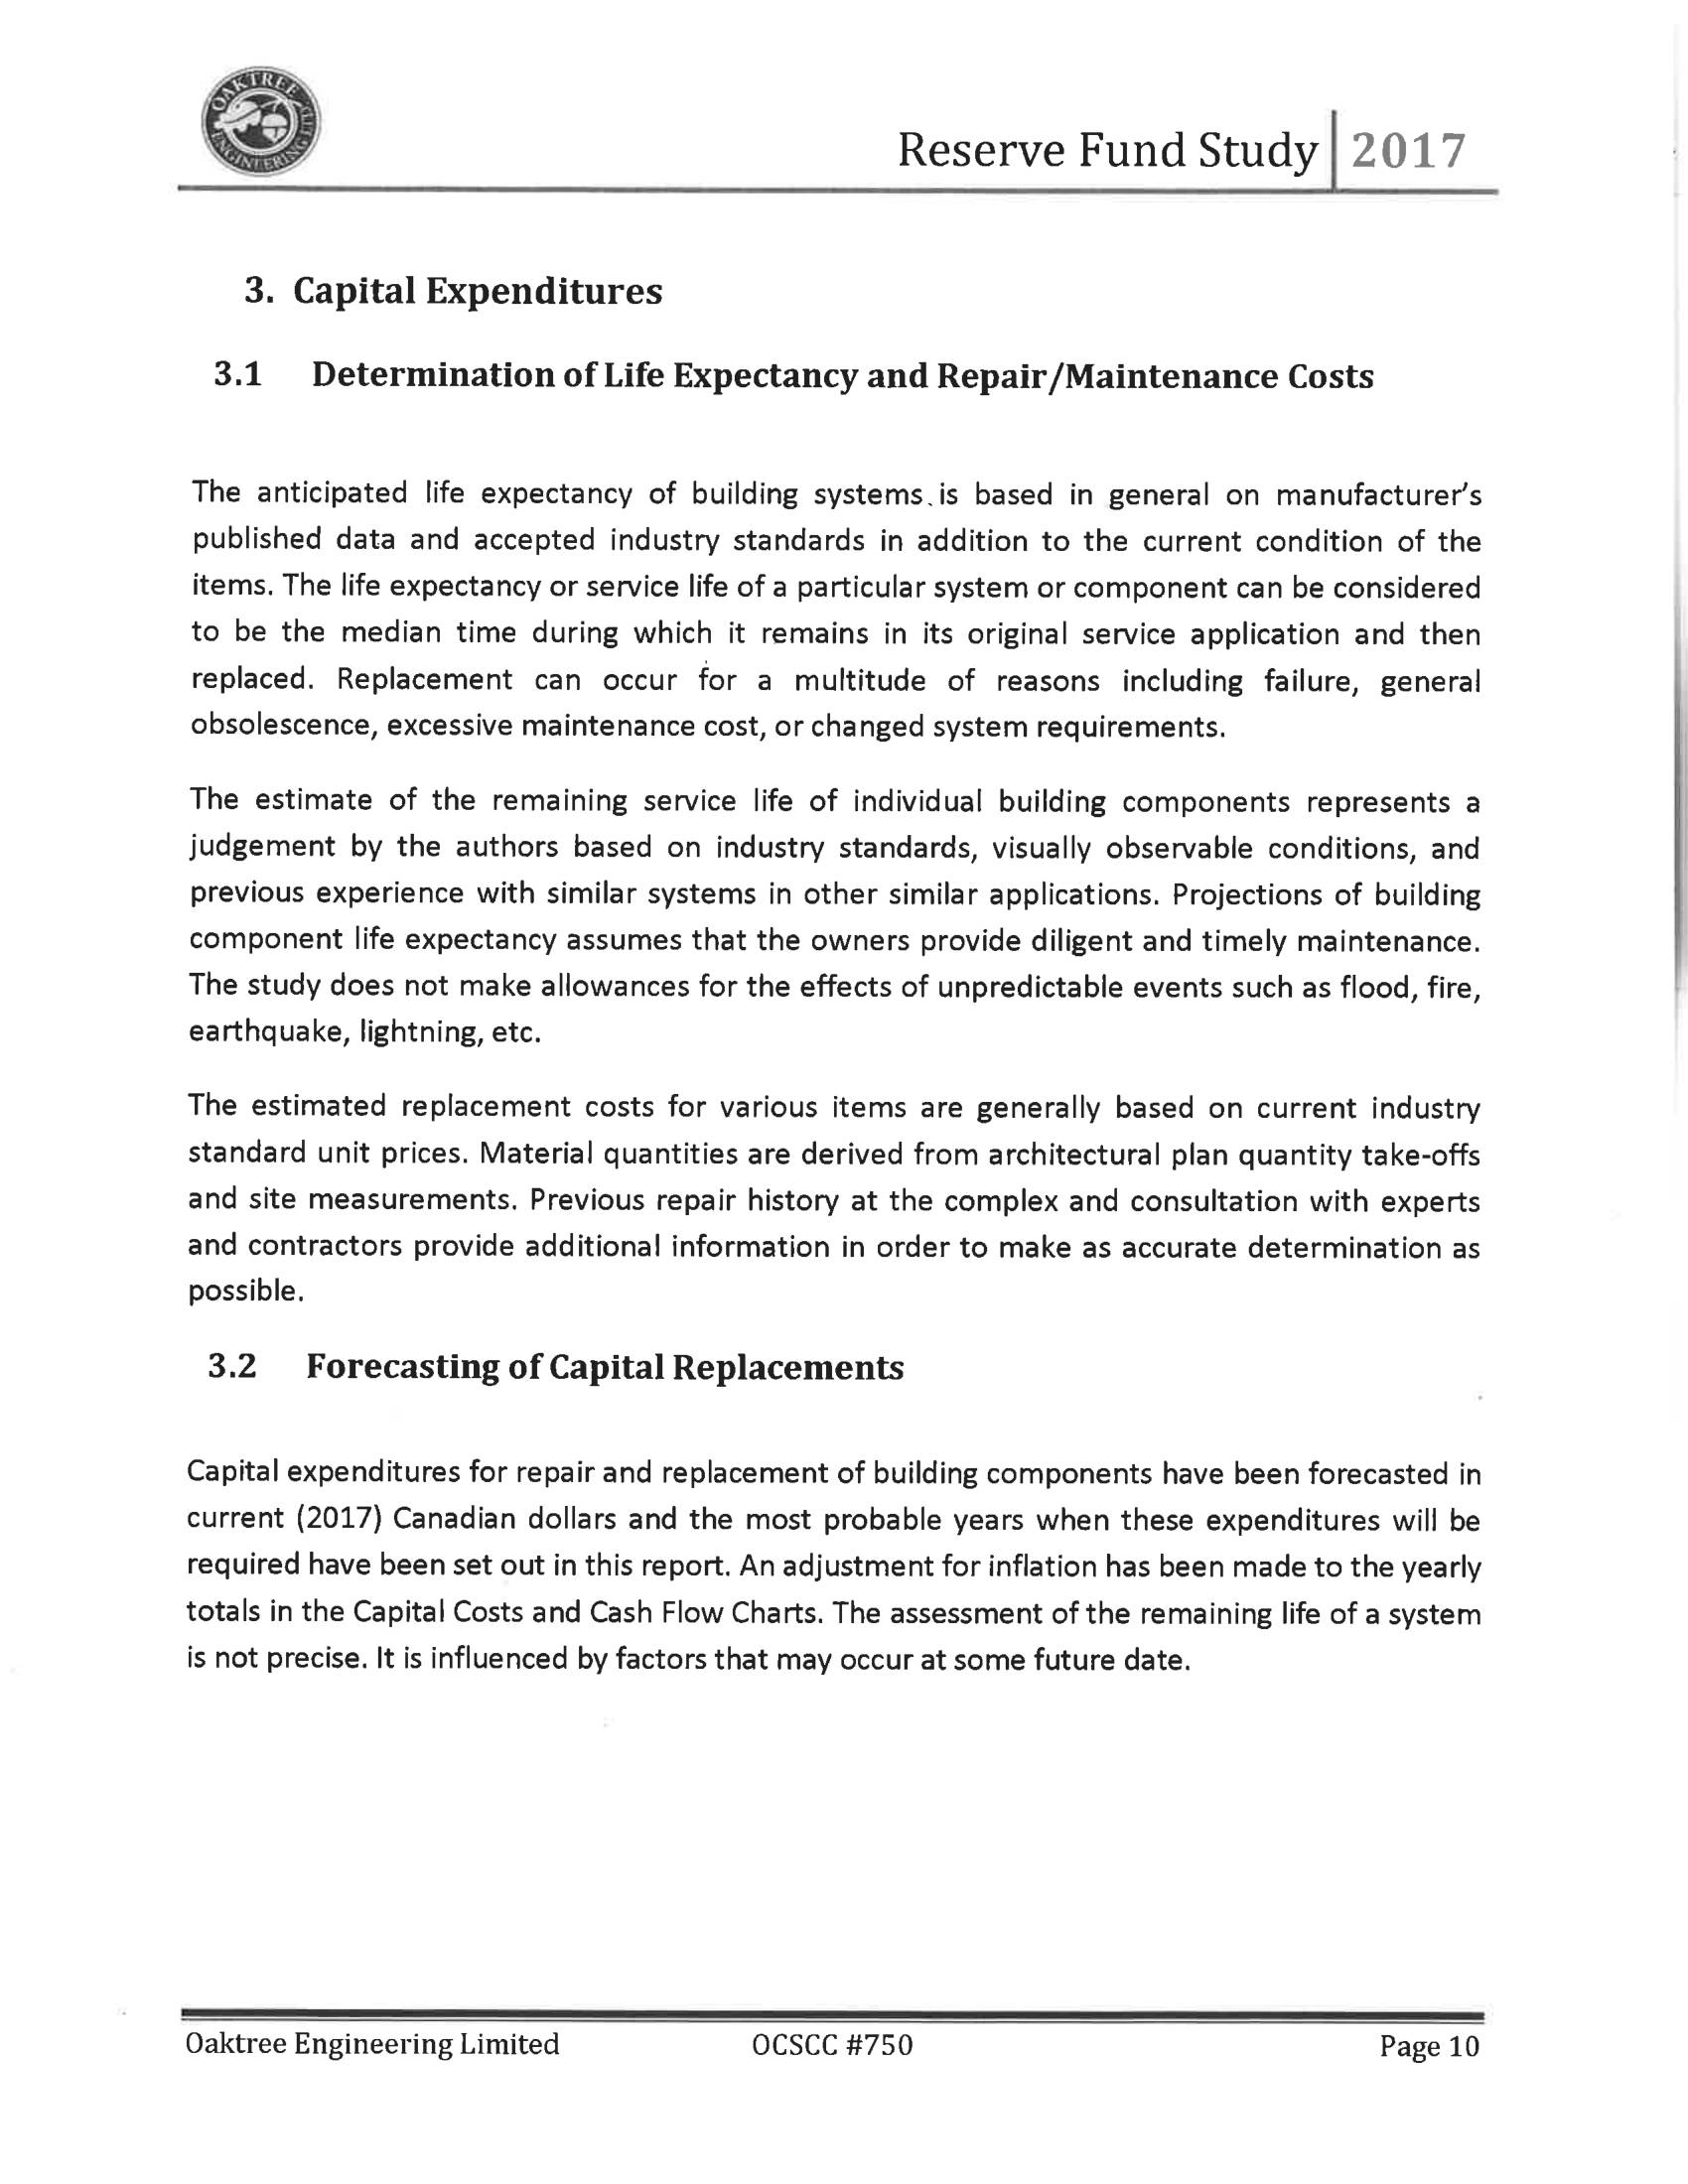 OAKTREE
ENGINEERING LTD
Reserve Fund Study 2017
3. Capital Expenditures
3.1 Determination of Life Expectancy and Repair/Maintenance Costs
The anticipated life expectancy of building systems is based in general on manufacturer's
published data and accepted industry standards in addition to the current condition of the
items. The life expectancy or service life of a particular system or component can be considered
to be the median time during which it remains in its original service application and then
replaced. Replacement can occur for a multitude of reasons including failure, general
obsolescence, excessive maintenance cost, or changed system requirements.
The estimate of the remaining service life of individual building components represents a
judgement by the authors based on industry standards, visually observable conditions, and
previous experience with similar systems in other similar applications. Projections of building
component life expectancy assumes that the owners provide diligent and timely maintenance.
The study does not make allowances for the effects of unpredictable events such as flood, fire,
earthquake, lightning, etc.
The estimated replacement costs for various items are generally based on current industry
standard unit prices. Material quantities are derived from architectural plan quantity take-offs
and site measurements. Previous repair history at the complex and consultation with experts
and contractors provide additional information in order to make as accurate determination as
possible.
3.2 Forecasting of Capital Replacements
Capital expenditures for repair and replacement of building components have been forecasted in
current (2017) Canadian dollars and the most probable years when these expenditures will be
required have been set out in this report. An adjustment for inflation has been made to the yearly
totals in the Capital Costs and Cash Flow Charts. The assessment of the remaining life of a system
is not precise. It is influenced by factors that may occur at some future date.
Oaktree Engineering Limited OCSCC #750 Page 10